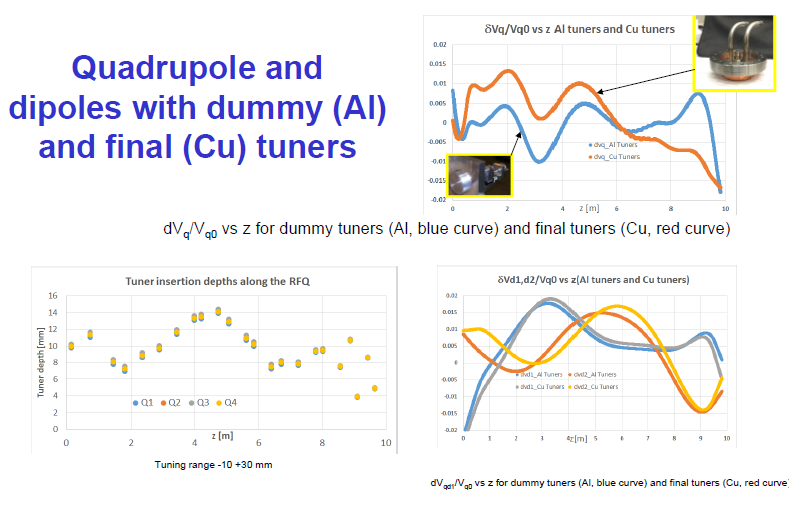 Quadrupole and
dipoles with dummy (Al)
and final (Cu) tuners
δVq/Vq0 vs z Al tuners and Cu tuners
0.02
0.015
0.01
0.005
0
-0.005
-0.01
-0.015
-0.02
0 2 4 6 8 10
z [m]
dvq_Al Tuners
dvq_Cu Tuners
dVq/Vq0 vs z for dummy tuners (Al, blue curve) and final tuners (Cu, red curve)
Tuner insertion depths along the RFQ
Tuner depth [mm]
16
14
12
10
8
6
4
2
0
Q1 Q2 Q3 Q4
0 2 4 6 8 10
z [m]
Tuning range -10 +30 mm
δVd1,d2/Vq0 vs z(Al tuners and Cu tuners)
0.02
0.015
0.01
0.005
0
-0.005
-0.01
-0.015
-0.02
dvd1_Al Tuners dvd2_Al Tuners
dvd1_Cu Tuners dvd2_Cu Tuners
0 1 2 3 4 5 6 7 8 9 10
z[m]
dVqd1/Vq0 vs z for dummy tuners (Al, blue curve) and final tuners (Cu, red curve